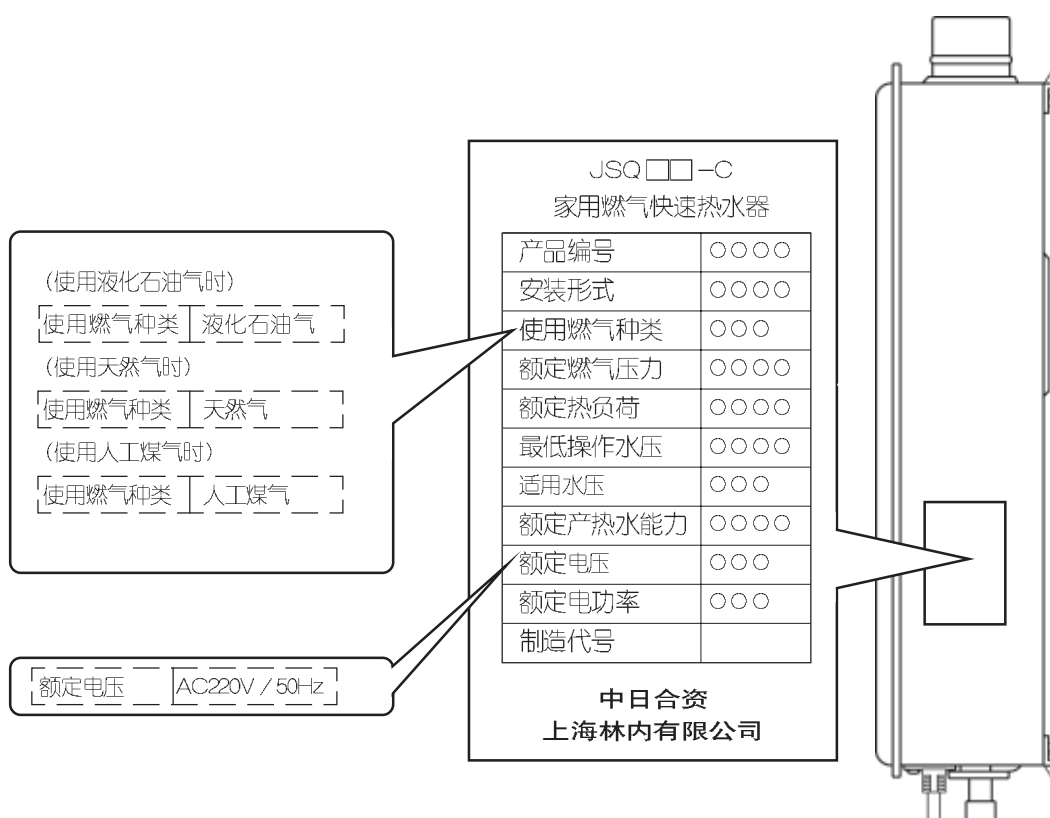 JSQ□□-C
家用燃气快速热水器
产品编号 ○○○○
安装形式 ○○○○
使用燃气种类 ○○○
额定燃气压力 ○○○○
额定热负荷 ○○○○
最低操作水压 ○○○○
适用水压 ○○○
额定产热水能力 ○○○○
额定电压 ○○○
额定电功率 ○○○
制造代号
中日合资
上海林内有限公司
(使用液化石油气时)
使用燃气种类 液化石油气
(使用天然气时)
使用燃气种类 天然气
(使用人工煤气时)
使用燃气种类 人工煤气
额定电压 AC220V/50Hz